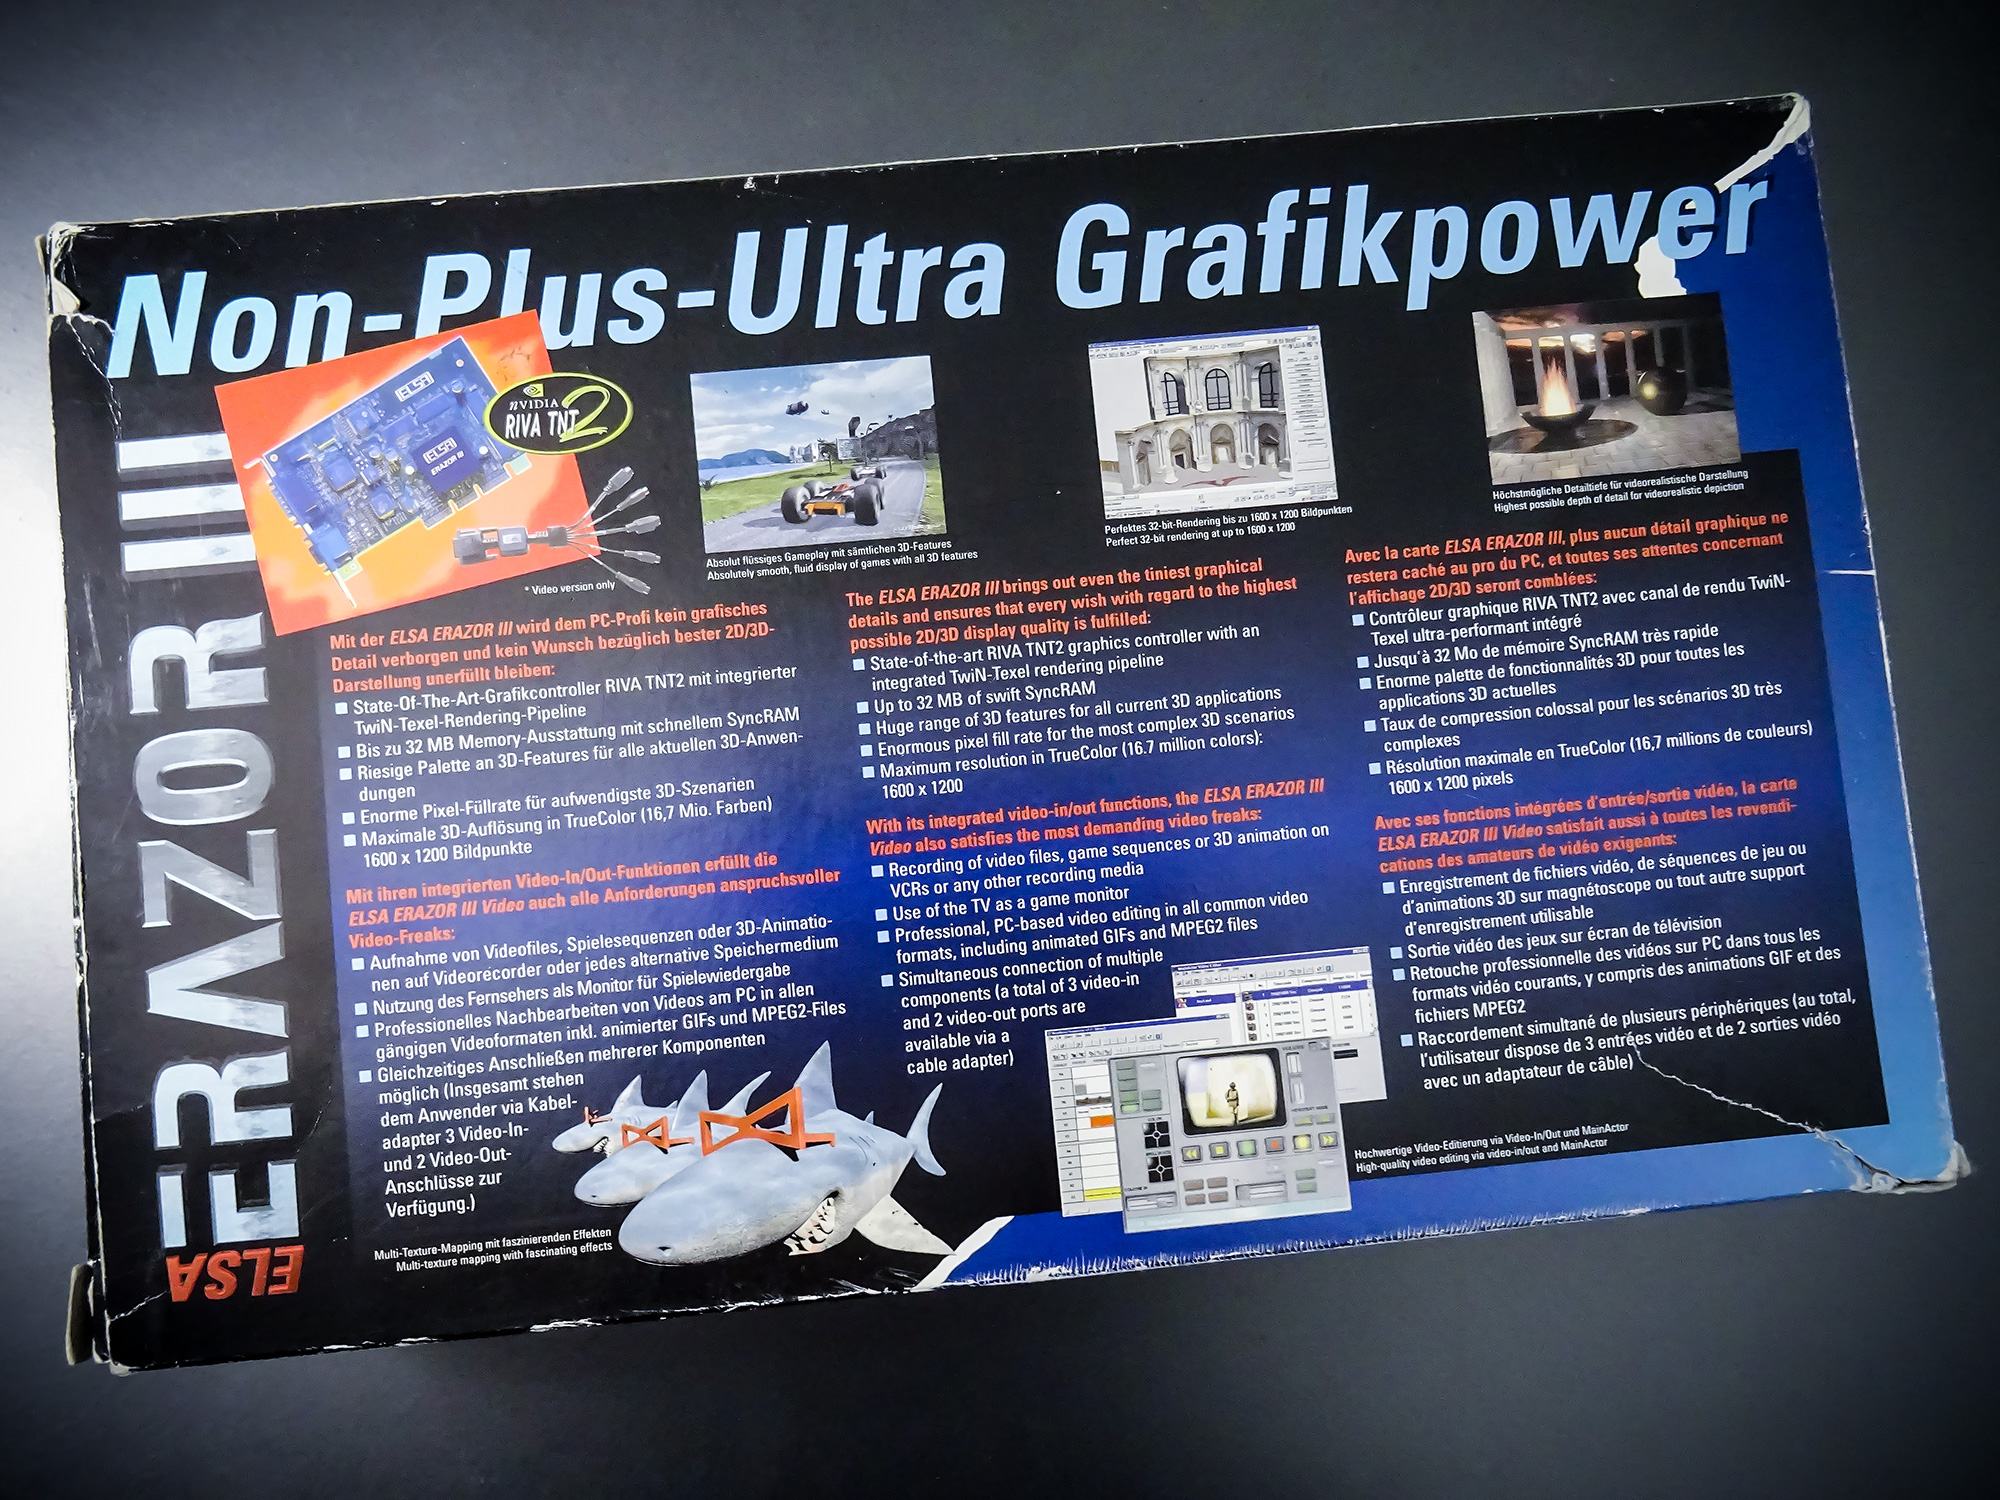 Non-Plus-Ultra Grafikpower
ELSA
ERAZOR III
ELSA
ELSA
ERAZOR III
nVIDIA
RIVA TNT2
* Video version only
Absolut flüssiges Gameplay mit sämtlichen 3D-Features
Absolutely smooth, fluid display of games with all 3D features
Perfektes 32-bit-Rendering bis zu 1600 x 1200 Bildpunkten
Perfect 32-bit rendering at up to 1600 x 1200
Höchstmögliche Detailtiefe für videorealistische Darstellung
Highest possible depth of detail for videorealistic depiction
Mit der ELSA ERAZOR III wird dem PC-Profi kein grafisches
Detail verborgen und kein Wunsch bezüglich bester 2D/3D-
Darstellung unerfüllt bleiben:
State-Of-The-Art-Grafikcontroller RIVA TNT2 mit integrierter
TwiN-Texel-Rendering-Pipeline
Bis zu 32 MB Memory-Ausstattung mit schnellem SyncRAM
Riesige Palette an 3D-Features für alle aktuellen 3D-Anwen-
dungen
Enorme Pixel-Füllrate für aufwendigste 3D-Szenarien
Maximale 3D-Auflösung in TrueColor (16,7 Mio. Farben)
1600 x 1200 Bildpunkte
Mit ihren integrierten Video-In/Out-Funktionen erfüllt die
ELSA ERAZOR III Video auch alle Anforderungen anspruchsvoller
Video-Freaks:
Aufnahme von Videofiles, Spielesequenzen oder 3D-Animatio-
nen auf Videorecorder oder jedes alternative Speichermedium
Nutzung des Fernsehers als Monitor für Spielewiedergabe
Professionelles Nachbearbeiten von Videos am PC in allen
gängigen Videoformaten inkl. animierter GIFs und MPEG2-Files
Gleichzeitiges Anschließen mehrerer Komponenten
möglich (Insgesamt stehen
dem Anwender via Kabel-
adapter 3 Video-In-
und 2 Video-Out-
Anschlüsse zur
Verfügung.)
Multi-Texture-Mapping mit faszinierenden Effekten
Multi-texture mapping with fascinating effects
The ELSA ERAZOR III brings out even the tiniest graphical
details and ensures that every wish with regard to the highest
possible 2D/3D display quality is fulfilled:
State-of-the-art RIVA TNT2 graphics controller with an
integrated TwiN-Texel rendering pipeline
Up to 32 MB of swift SyncRAM
Huge range of 3D features for all current 3D applications
Enormous pixel fill rate for the most complex 3D scenarios
Maximum resolution in TrueColor (16.7 million colors):
1600 x 1200
With its integrated video-in/out functions, the ELSA ERAZOR III
Video also satisfies the most demanding video freaks:
Recording of video files, game sequences or 3D animation on
VCRs or any other recording media
Use of the TV as a game monitor
Professional, PC-based video editing in all common video
formats, including animated GIFs and MPEG2 files
Simultaneous connection of multiple
components (a total of 3 video-in
and 2 video-out ports are
available via a
cable adapter)
Avec la carte ELSA ERAZOR III, plus aucun détail graphique ne
restera caché au pro du PC, et toutes ses attentes concernant
l'affichage 2D/3D seront comblées:
Contrôleur graphique RIVA TNT2 avec canal de rendu TwiN-
Texel ultra-performant intégré
Jusqu'à 32 Mo de mémoire SyncRAM très rapide
Enorme palette de fonctionnalités 3D pour toutes les
applications 3D actuelles
Taux de compression colossal pour les scénarios 3D très
complexes
Résolution maximale en TrueColor (16,7 millions de couleurs)
1600 x 1200 pixels
Avec ses fonctions intégrées d'entrée/sortie vidéo, la carte
ELSA ERAZOR III Video satisfait aussi à toutes les revendi-
cations des amateurs de vidéo exigeants:
Enregistrement de fichiers vidéo, de séquences de jeu ou
d'animations 3D sur magnétoscope ou tout autre support
d'enregistrement utilisable
Sortie vidéo des jeux sur écran de télévision
Retouche professionnelle des vidéos sur PC dans tous les
formats vidéo courants, y compris des animations GIF et des
fichiers MPEG2
Raccordement simultané de plusieurs périphériques (au total,
l'utilisateur dispose de 3 entrées vidéo et de 2 sorties vidéo
avec un adaptateur de câble)
Hochwertige Video-Editierung via Video-In/Out und MainActor
High-quality video editing via video-in/out and MainActor